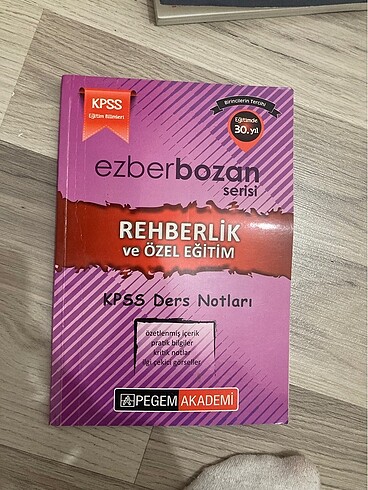 KPSS
Eğitim Bilimleri
Birincilerin Tercihi
Eğitimde
30.yıl
ezberbozan
serisi
REHBERLİK
ve ÖZEL EĞİTİM
KPSS Ders Notları
özetlenmiş içerik
pratik bilgiler
kritik notlar
ilgi çekici görseller
PEGEM AKADEMİ